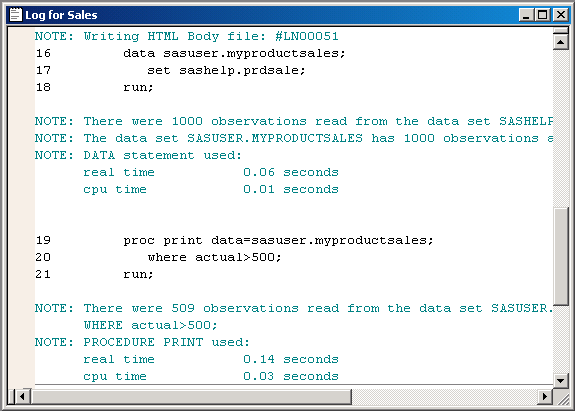 Log for Sales
NOTE: Writing HTML Body file: #LN00051
16         data sasuser.myproductsales;
17            set sashelp.prdsale;
18         run;
NOTE: There were 1000 observations read from the data set SASHELP
NOTE: The data set SASUSER.MYPRODUCTSALES has 1000 observations a
NOTE: DATA statement used:
      real time           0.06 seconds
      cpu time            0.01 seconds
19         proc print data=sasuser.myproductsales;
20            where actual>500;
21         run;
NOTE: There were 509 observations read from the data set SASUSER.
      WHERE actual>500;
NOTE: PROCEDURE PRINT used:
      real time           0.14 seconds
      cpu time            0.03 seconds